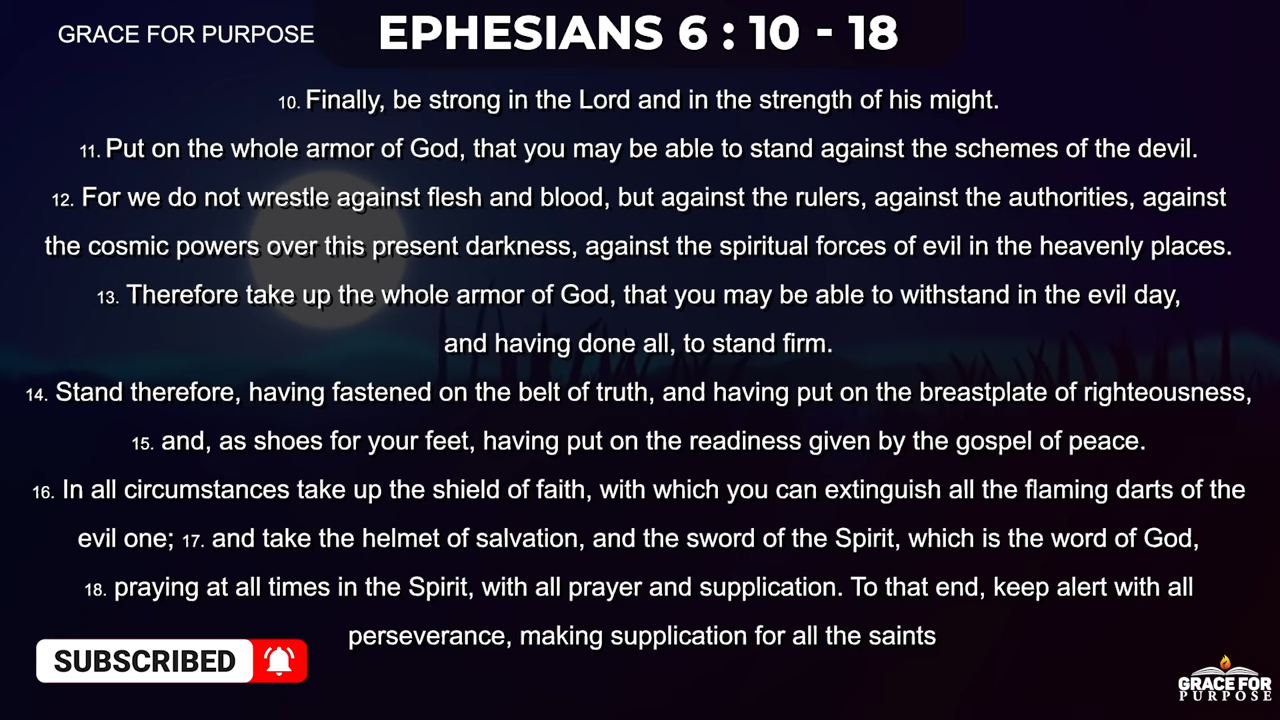 GRACE FOR PURPOSE
EPHESIANS 6 : 10 - 18
10. Finally, be strong in the Lord and in the strength of his might.
11. Put on the whole armor of God, that you may be able to stand against the schemes of the devil.
12. For we do not wrestle against flesh and blood, but against the rulers, against the authorities, against
the cosmic powers over this present darkness, against the spiritual forces of evil in the heavenly places.
13. Therefore take up the whole armor of God, that you may be able to withstand in the evil day,
and having done all, to stand firm.
14. Stand therefore, having fastened on the belt of truth, and having put on the breastplate of righteousness,
15. and, as shoes for your feet, having put on the readiness given by the gospel of peace.
16. In all circumstances take up the shield of faith, with which you can extinguish all the flaming darts of the
evil one; 17. and take the helmet of salvation, and the sword of the Spirit, which is the word of God,
18. praying at all times in the Spirit, with all prayer and supplication. To that end, keep alert with all
perseverance, making supplication for all the saints
SUBSCRIBED
GRACE FOR
PURPOSE